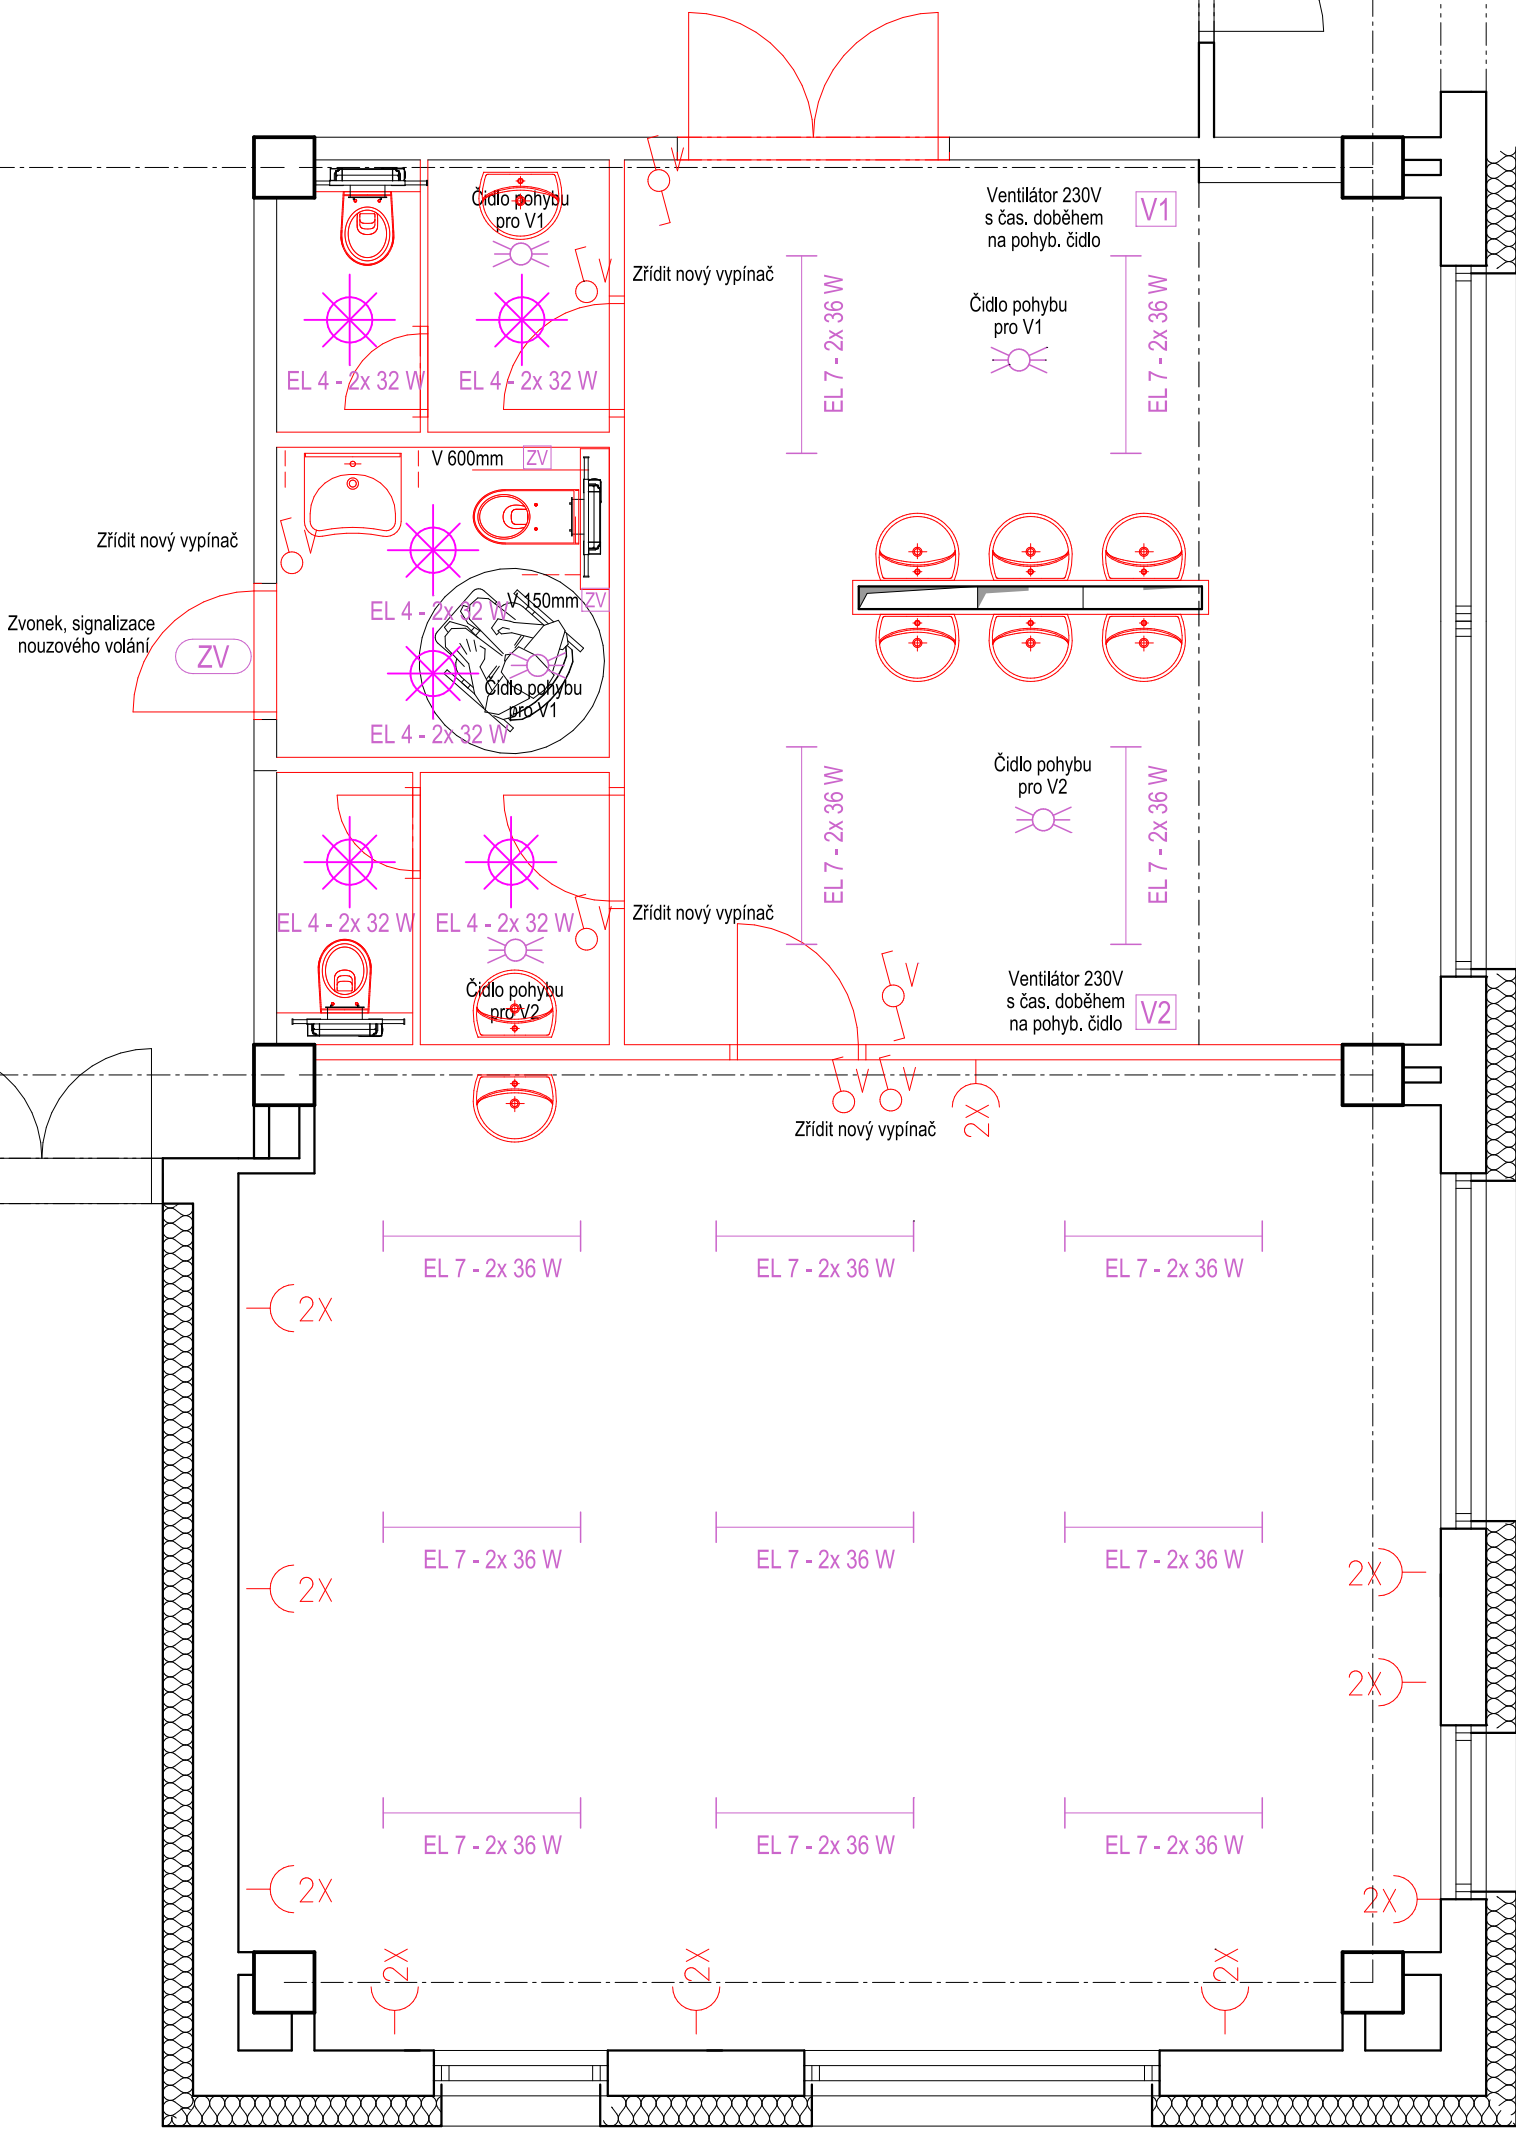 Čidlo pohybu
pro V1
V
Ventilátor 230V
s čas. doběhem
na pohyb. čidlo
V1
V
Zřídit nový vypínač
EL 7 - 2x 36 W
Čidlo pohybu
pro V1
EL 7 - 2x 36 W
EL 4 - 2x 32 W
EL 4 - 2x 32 W
V 600mm
ZV
Zřídit nový vypínač
V
EL 4 - 2x 32 W
V 150mm
ZV
Zvonek, signalizace
nouzového volání
ZV
Čidlo pohybu
pro V1
EL 4 - 2x 32 W
EL 7 - 2x 36 W
Čidlo pohybu
pro V2
EL 7 - 2x 36 W
EL 4 - 2x 32 W
EL 4 - 2x 32 W
V
Zřídit nový vypínač
Čidlo pohybu
pro V2
V
Ventilátor 230V
s čas. doběhem
na pohyb. čidlo
V2
V
V
2X
Zřídit nový vypínač
EL 7 - 2x 36 W
EL 7 - 2x 36 W
EL 7 - 2x 36 W
2X
EL 7 - 2x 36 W
EL 7 - 2x 36 W
EL 7 - 2x 36 W
2X
2X
2X
EL 7 - 2x 36 W
EL 7 - 2x 36 W
EL 7 - 2x 36 W
2X
2X
2X
2X
2X